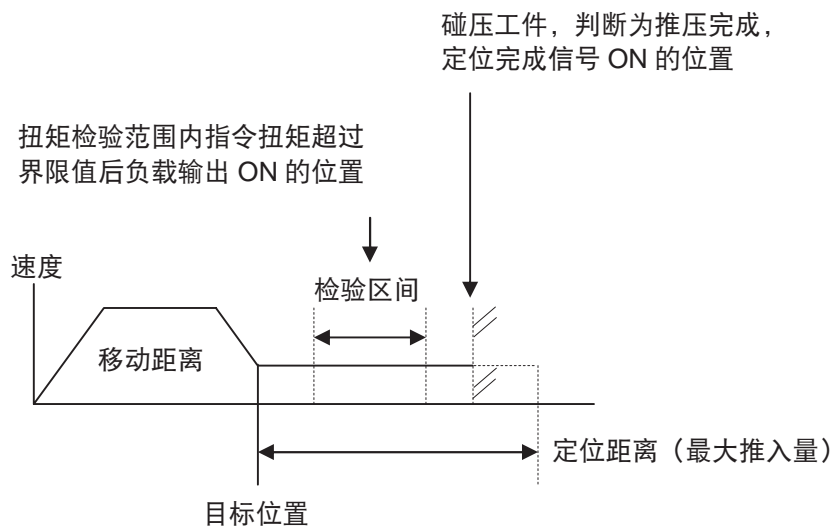 碰压工件，判断为推压完成，
定位完成信号 ON 的位置
扭矩检验范围内指令扭矩超过
界限值后负载输出 ON 的位置
速度
检验区间
移动距离
定位距离（最大推入量）
目标位置